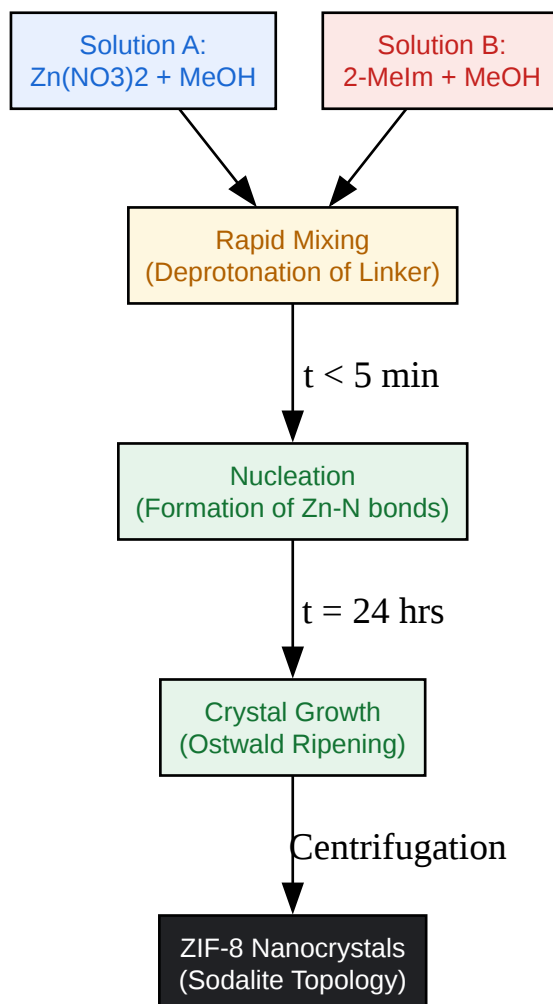 Solution A:
Zn(NO3)2 + MeOH
Solution B:
2-MeIm + MeOH
Rapid Mixing
(Deprotonation of Linker)
t < 5 min
Nucleation
(Formation of Zn-N bonds)
t = 24 hrs
Crystal Growth
(Ostwald Ripening)
Centrifugation
ZIF-8 Nanocrystals
(Sodalite Topology)